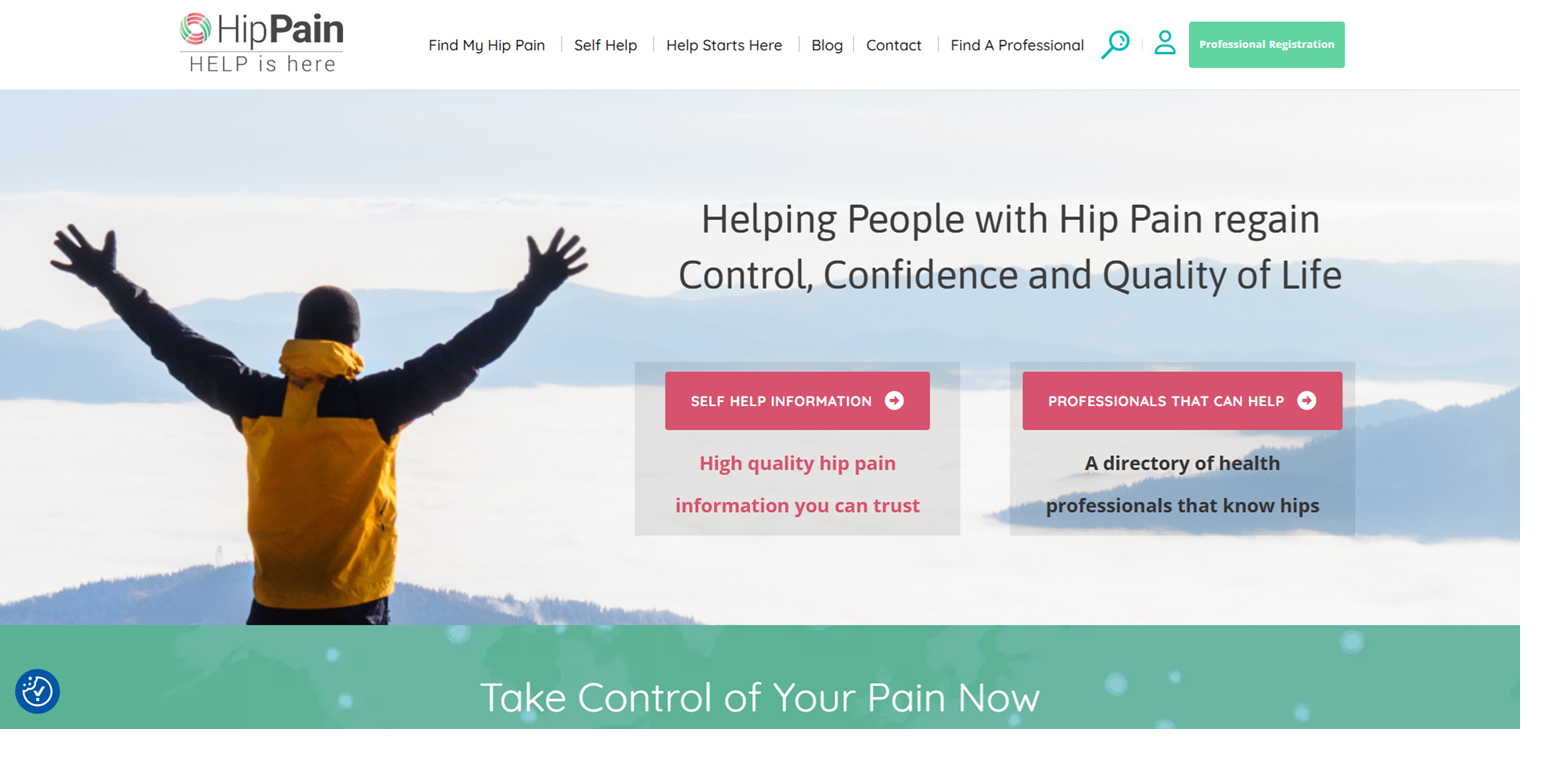 HipPain
HELP is here
Find My Hip Pain
Self Help
Help Starts Here
Blog
Contact
Find A Professional
Professional Registration
Helping People with Hip Pain regain
Control, Confidence and Quality of Life
SELF HELP INFORMATION
High quality hip pain
information you can trust
PROFESSIONALS THAT CAN HELP
A directory of health
professionals that know hips
Take Control of Your Pain Now